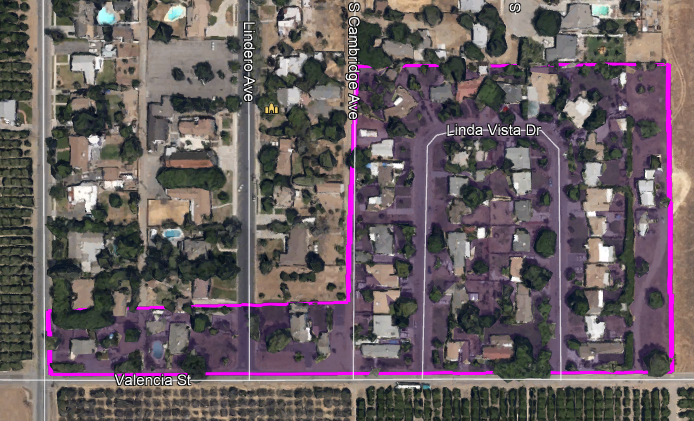 S
Lindero Ave
S Cambridge Ave
Linda Vista Dr
Valencia St